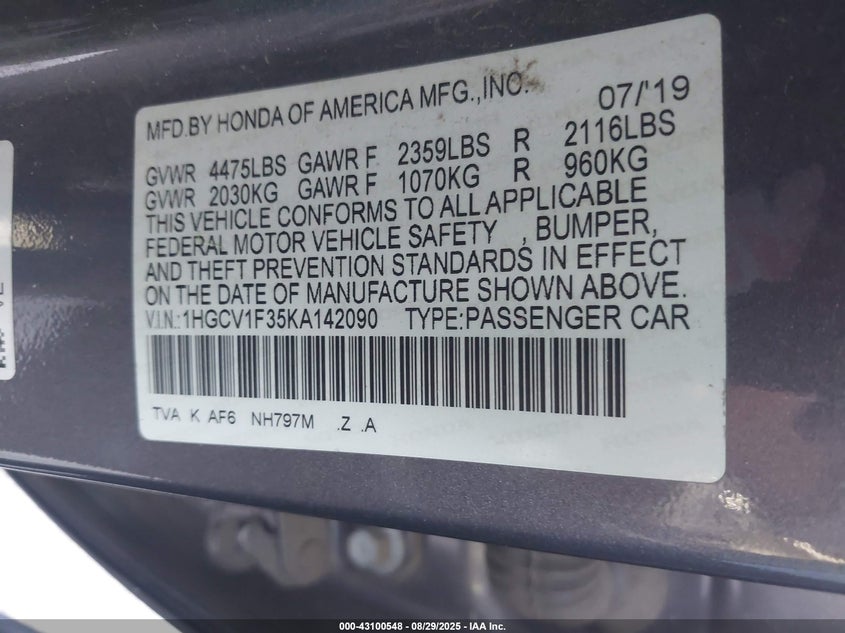 MFD.BY HONDA OF AMERICA MFG.,INC. 07/'19
GVWR 4475LBS GAWR F 2359LBS R 2116LBS
GVWR 2030KG GAWR F 1070KG R 960KG
THIS VEHICLE CONFORMS TO ALL APPLICABLE
FEDERAL MOTOR VEHICLE SAFETY , BUMPER,
AND THEFT PREVENTION STANDARDS IN EFFECT
ON THE DATE OF MANUFACTURE SHOWN ABOVE.
V.I.N.:1HGCV1F35KA142090 TYPE:PASSENGER CAR
TVA K AF6 NH797M .Z .A
000-43100548 - 08/29/2025 - IAA Inc.